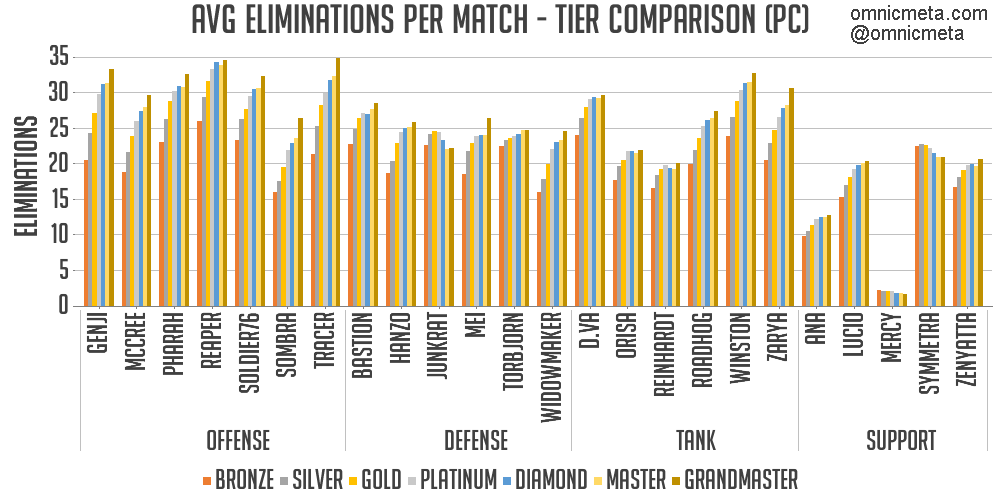 AVG ELIMINATIONS PER MATCH - TIER COMPARISON (PC)
omnicmeta.com
@omnicmeta
ELIMINATIONS
35
30
25
20
15
10
5
0
GENJI
MCCREE
PHARAH
REAPER
SOLDIER76
SOMBRA
TRACER
BASTION
HANZO
JUNKRAT
MEI
TORBJORN
WIDOWMAKER
D.VA
ORISA
REINHARDT
ROADHOG
WINSTON
ZARYA
ANA
LUCIO
MERCY
SYMMETRA
ZENYATTA
OFFENSE
DEFENSE
TANK
SUPPORT
BRONZE SILVER GOLD PLATINUM DIAMOND MASTER GRANDMASTER